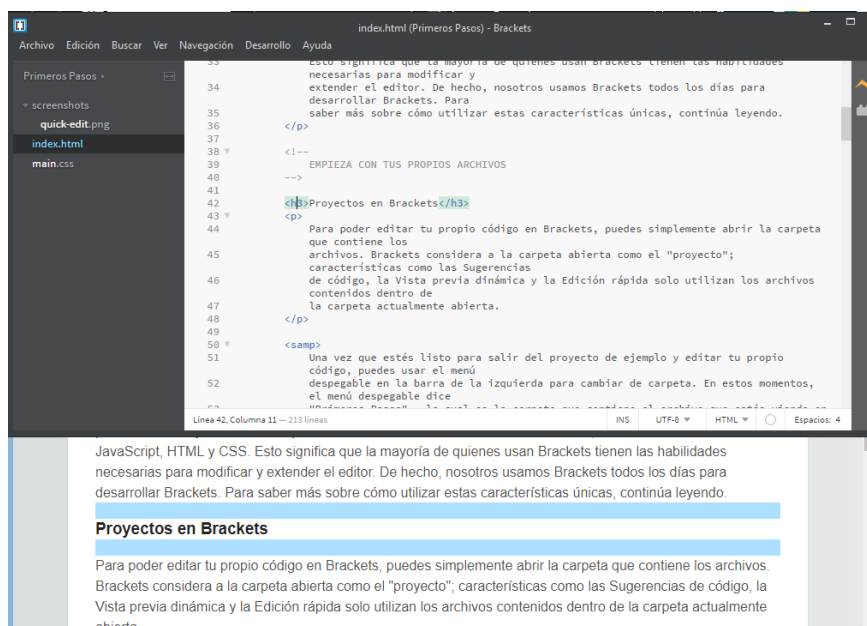 index.html (Primeros Pasos) - Brackets
Archivo Edición Buscar Ver Navegación Desarrollo Ayuda
Primeros Pasos
screenshots
quick-edit.png
index.html
main.css
33 Esto significa que la mayoría de quienes usan Brackets tienen las habilidades
necesarias para modificar y
34 extender el editor. De hecho, nosotros usamos Brackets todos los días para
desarrollar Brackets. Para
35 saber más sobre cómo utilizar estas características únicas, continúa leyendo.
36 </p>
37
38 <!--
39 EMPIEZA CON TUS PROPIOS ARCHIVOS
40 -->
41
42 <h3>Proyectos en Brackets</h3>
43 <p>
44 Para poder editar tu propio código en Brackets, puedes simplemente abrir la carpeta
que contiene los
45 archivos. Brackets considera a la carpeta abierta como el "proyecto";
características como las Sugerencias
46 de código, la Vista previa dinámica y la Edición rápida solo utilizan los archivos
contenidos dentro de
47 la carpeta actualmente abierta.
48 </p>
49
50 <samp>
51 Una vez que estés listo para salir del proyecto de ejemplo y editar tu propio
código, puedes usar el menú
52 despegable en la barra de la izquierda para cambiar de carpeta. En estos momentos,
el menú despegable dice
Línea 42, Columna 11 — 213 líneas INS UTF-8 HTML Espacios: 4
JavaScript, HTML y CSS. Esto significa que la mayoría de quienes usan Brackets tienen las habilidades
necesarias para modificar y extender el editor. De hecho, nosotros usamos Brackets todos los días para
desarrollar Brackets. Para saber más sobre cómo utilizar estas características únicas, continúa leyendo.
Proyectos en Brackets
Para poder editar tu propio código en Brackets, puedes simplemente abrir la carpeta que contiene los archivos.
Brackets considera a la carpeta abierta como el "proyecto"; características como las Sugerencias de código, la
Vista previa dinámica y la Edición rápida solo utilizan los archivos contenidos dentro de la carpeta actualmente